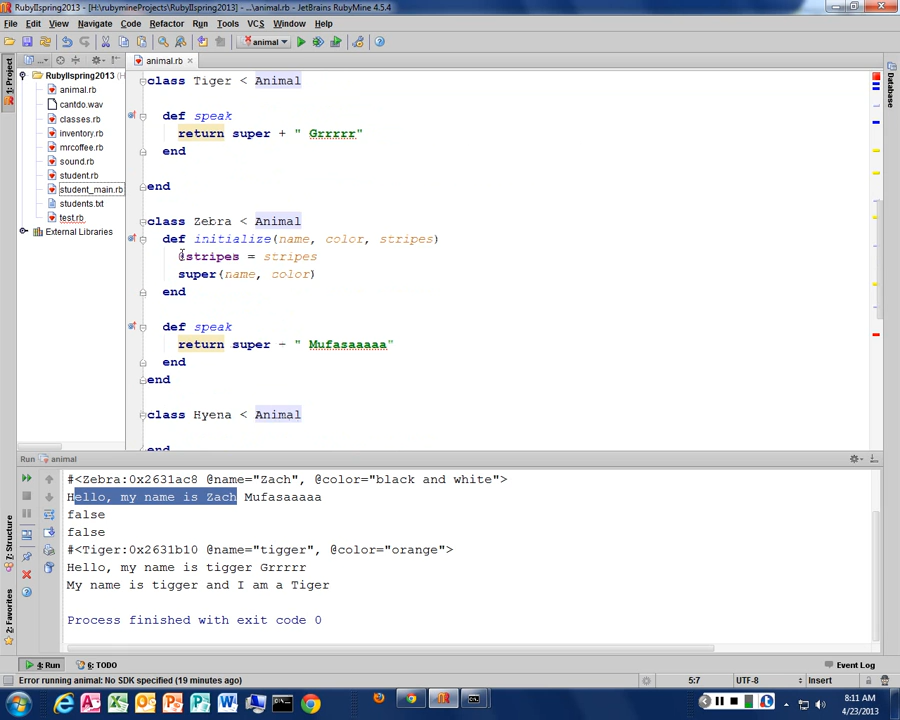 RubyIIspring2013 - [H:\rubymineProjects\RubyIIspring2013] - ...\animal.rb - JetBrains RubyMine 4.5.4
File Edit View Navigate Code Refactor Run Tools VCS Window Help
animal
animal.rb
1: Project
Database
RubyIIspring2013 (H
animal.rb
cantdo.wav
classes.rb
inventory.rb
mrcoffee.rb
sound.rb
student.rb
student_main.rb
students.txt
test.rb
External Libraries
class Tiger < Animal
def speak
return super + " Grrrrr"
end
end
class Zebra < Animal
def initialize(name, color, stripes)
@stripes = stripes
super(name, color)
end
def speak
return super - " Mufasaaaaa"
end
end
class Hyena < Animal
end
Run animal
#<Zebra:0x2631ac8 @name="Zach", @color="black and white">
Hello, my name is Zach Mufasaaaaa
false
false
#<Tiger:0x2631b10 @name="tigger", @color="orange">
Hello, my name is tigger Grrrrr
My name is tigger and I am a Tiger
Process finished with exit code 0
7: Structure
2: Favorites
4: Run 6: TODO Event Log
Error running animal: No SDK specified (19 minutes ago) 5:7 UTF-8 Insert
8:11 AM
4/23/2013